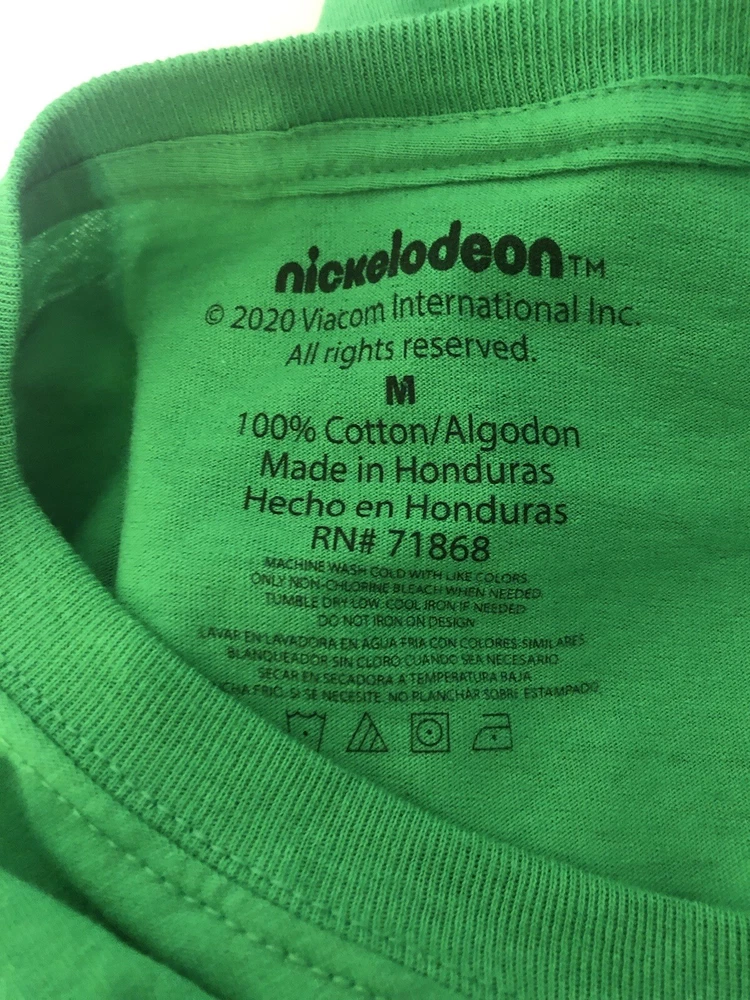 nickelodeon™
© 2020 Viacom International Inc.
All rights reserved.
M
100% Cotton/Algodon
Made in Honduras
Hecho en Honduras
RN# 71868
MACHINE WASH COLD WITH LIKE COLORS.
ONLY NON-CHLORINE BLEACH WHEN NEEDED.
TUMBLE DRY LOW. COOL IRON IF NEEDED.
DO NOT IRON ON DESIGN
LAVAR EN LAVADORA EN AGUA FRIA CON COLORES SIMILARES.
BLANQUEADOR SIN CLORO CUANDO SEA NECESARIO.
SECAR EN SECADORA A TEMPERATURA BAJA.
FRIO, SI SE NECESITE. NO PLANCHAR SOBRE ESTAMPADO.